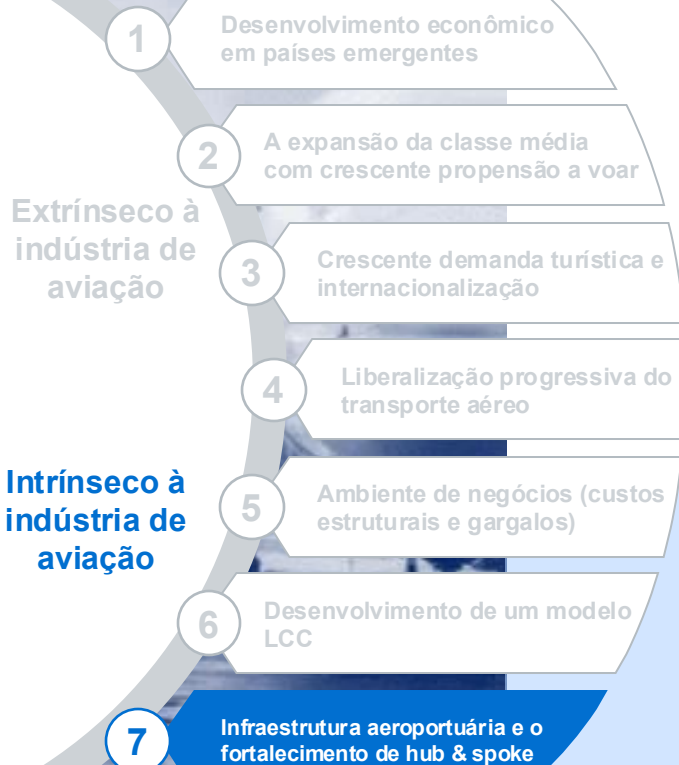 1
Desenvolvimento econômico
em países emergentes
2
A expansão da classe média
com crescente propensão a voar
Extrínseco à
indústria de
aviação
3
Crescente demanda turística e
internacionalização
4
Liberalização progressiva do
transporte aéreo
Intrínseco à
indústria de
aviação
5
Ambiente de negócios (custos
estruturais e gargalos)
6
Desenvolvimento de um modelo
LCC
7
Infraestrutura aeroportuária e o
fortalecimento de hub & spoke